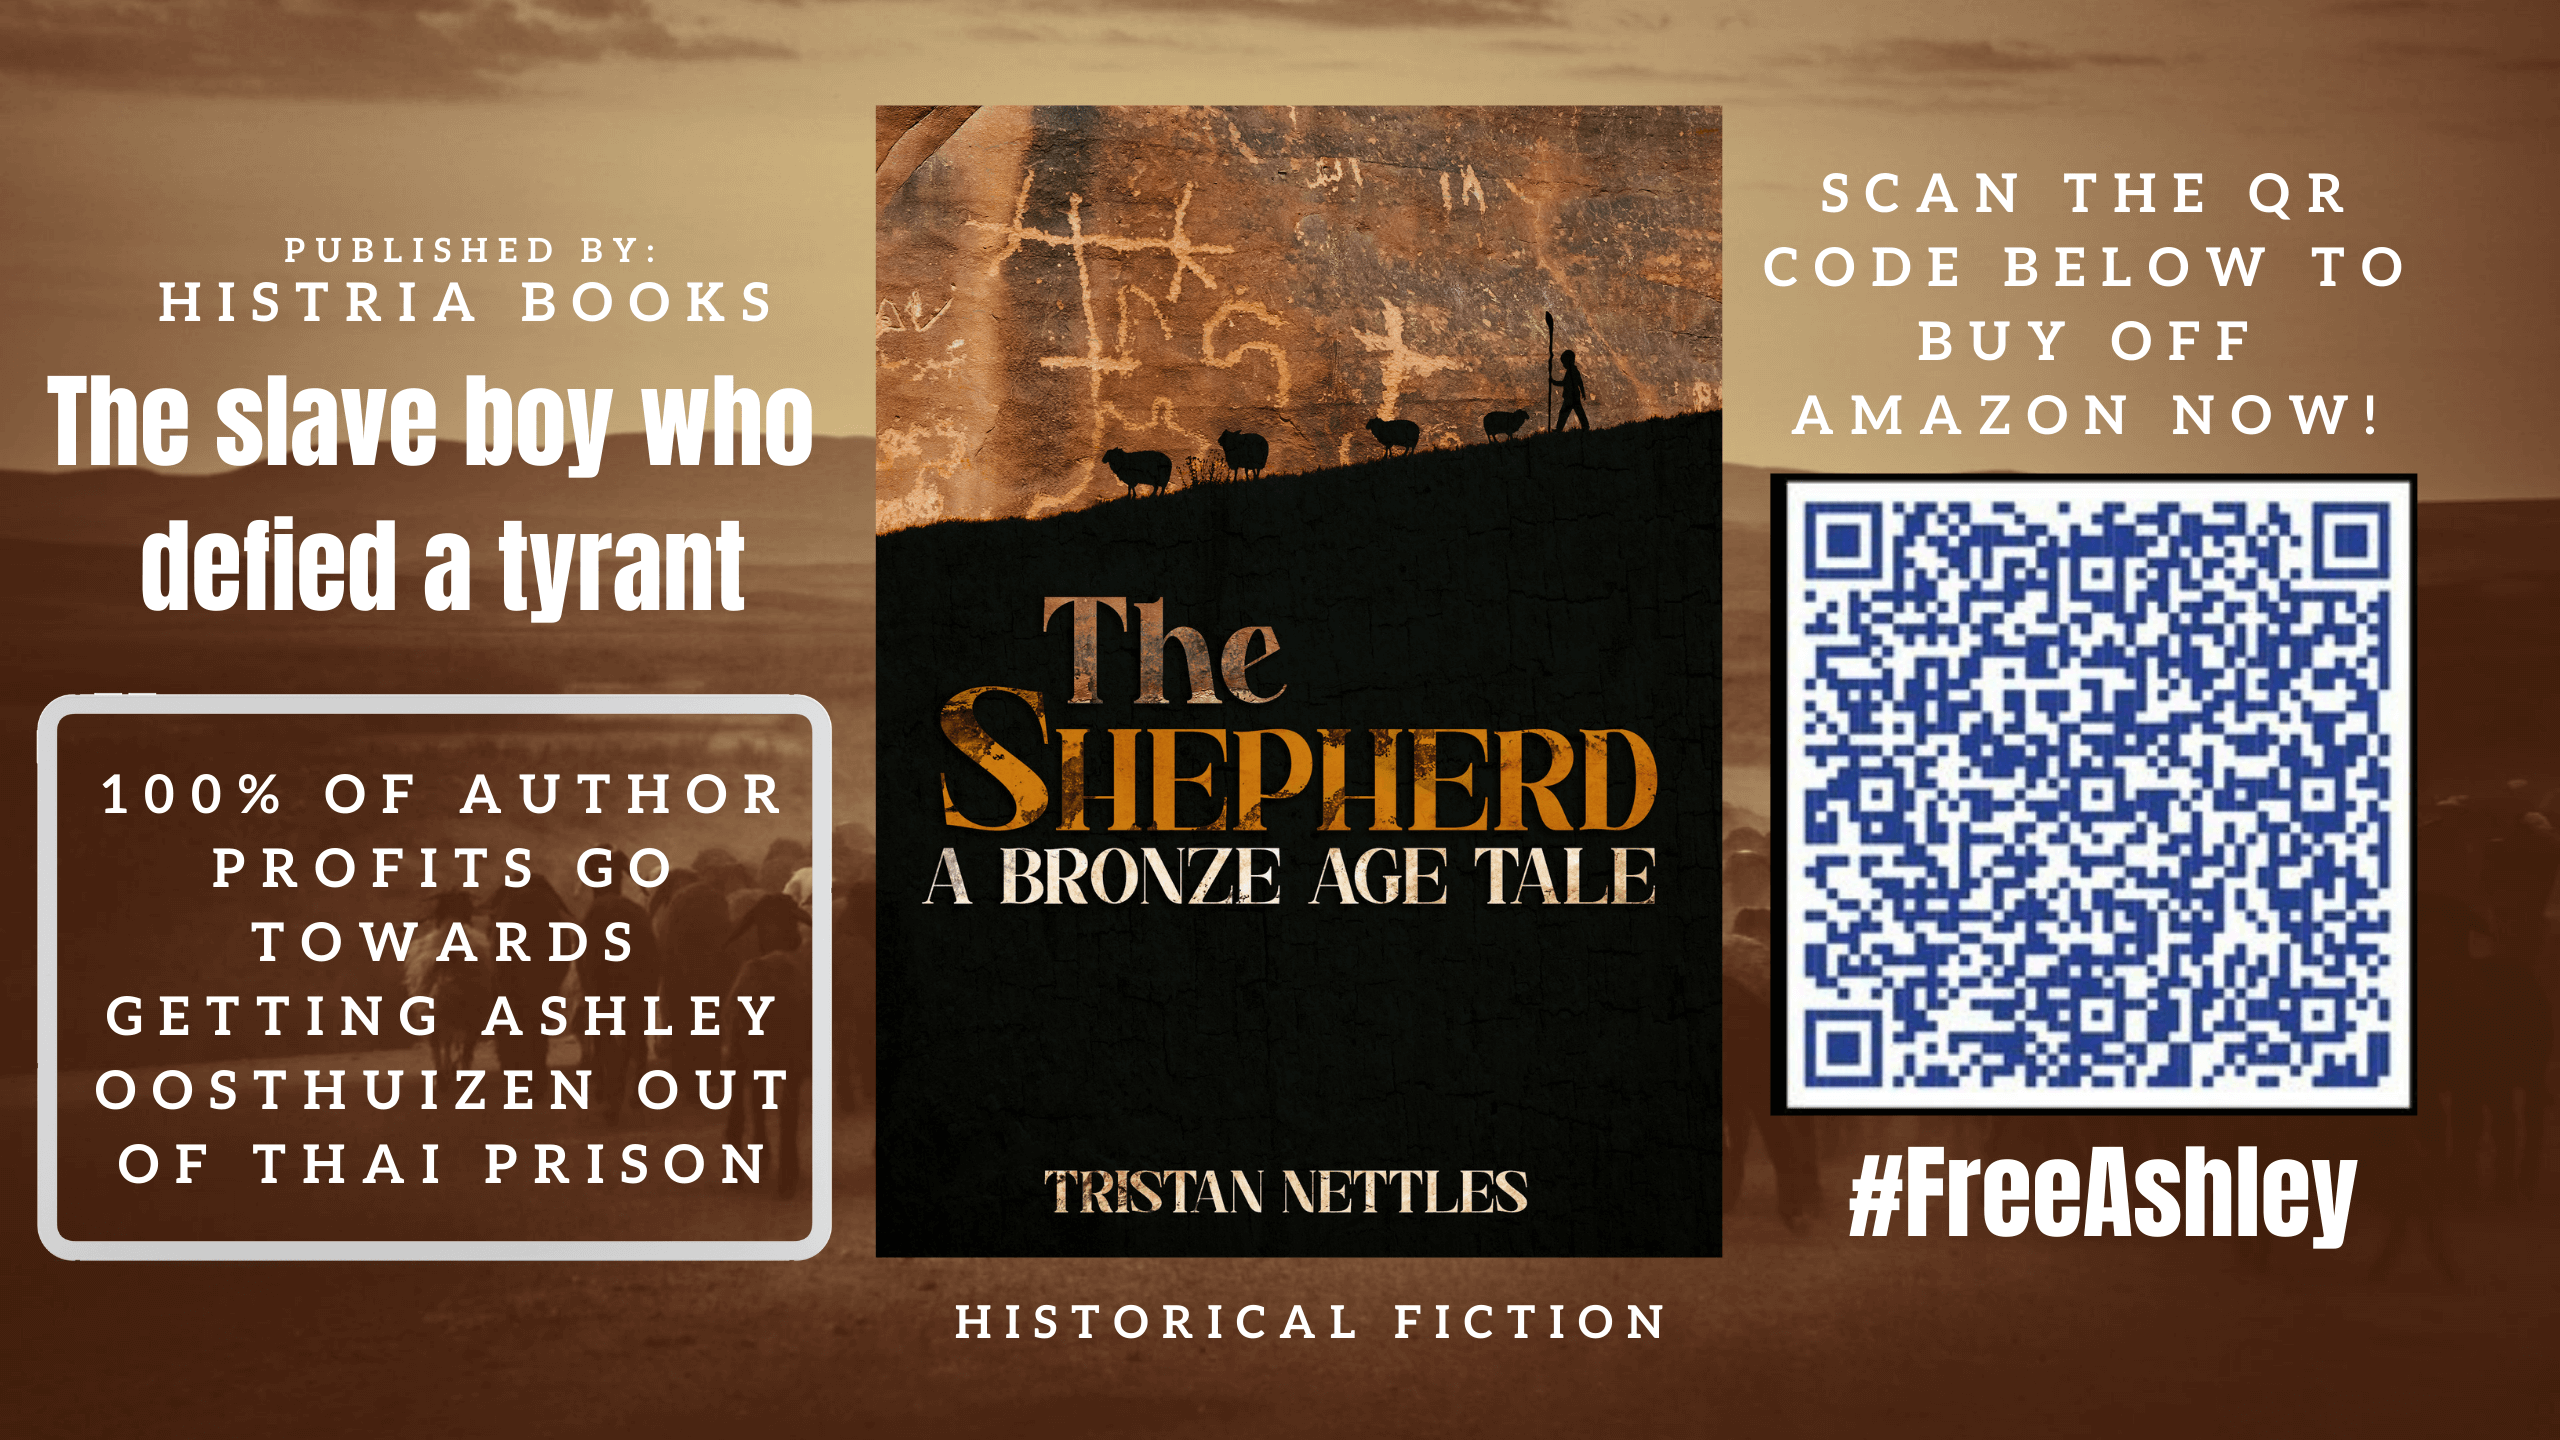 PUBLISHED BY:
HISTRIA BOOKS
The slave boy who
defied a tyrant
100% OF AUTHOR
PROFITS GO
TOWARDS
GETTING ASHLEY
OOSTHUIZEN OUT
OF THAI PRISON
The
SHEPHERD
A BRONZE AGE TALE
TRISTAN NETTLES
HISTORICAL FICTION
SCAN THE QR
CODE BELOW TO
BUY OFF
AMAZON NOW!
#FreeAshley